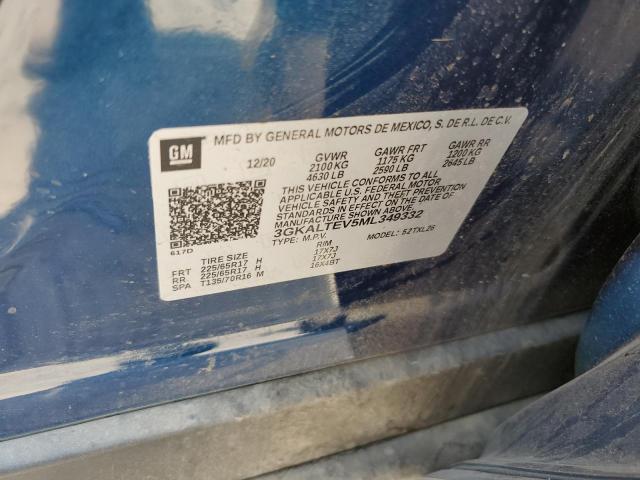 GM
MFD BY GENERAL MOTORS DE MEXICO, S. DE R.L. DE C.V.
12/20 GVWR GAWR FRT GAWR RR
2100 KG 1175 KG 1200 KG
4630 LB 2590 LB 2645 LB
THIS VEHICLE CONFORMS TO ALL
APPLICABLE U.S. FEDERAL MOTOR
VEHICLE SAFETY AND THEFT PREVENTION
STANDARDS IN EFFECT ON THE DATE OF
MANUFACTURE SHOWN ABOVE.
3GKALTEV5ML349332
617D
TYPE: M.P.V. MODEL: 52TXL26
TIRE SIZE RIM
FRT 225/65R17 H 17X7J
RR 225/65R17 H 17X7J
SPA T135/70R16 M 16X4BT